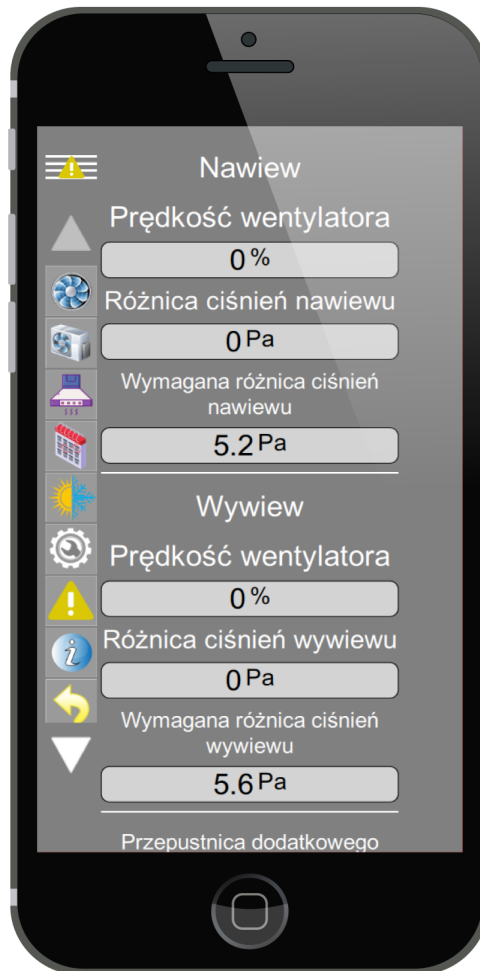 Nawiew
Prędkość wentylatora
0 %
Różnica ciśnień nawiewu
0 Pa
Wymagana różnica ciśnień
nawiewu
5.2 Pa
Wywiew
Prędkość wentylatora
0 %
Różnica ciśnień wywiewu
0 Pa
Wymagana różnica ciśnień
wywiewu
5.6 Pa
Przepustnica dodatkowego